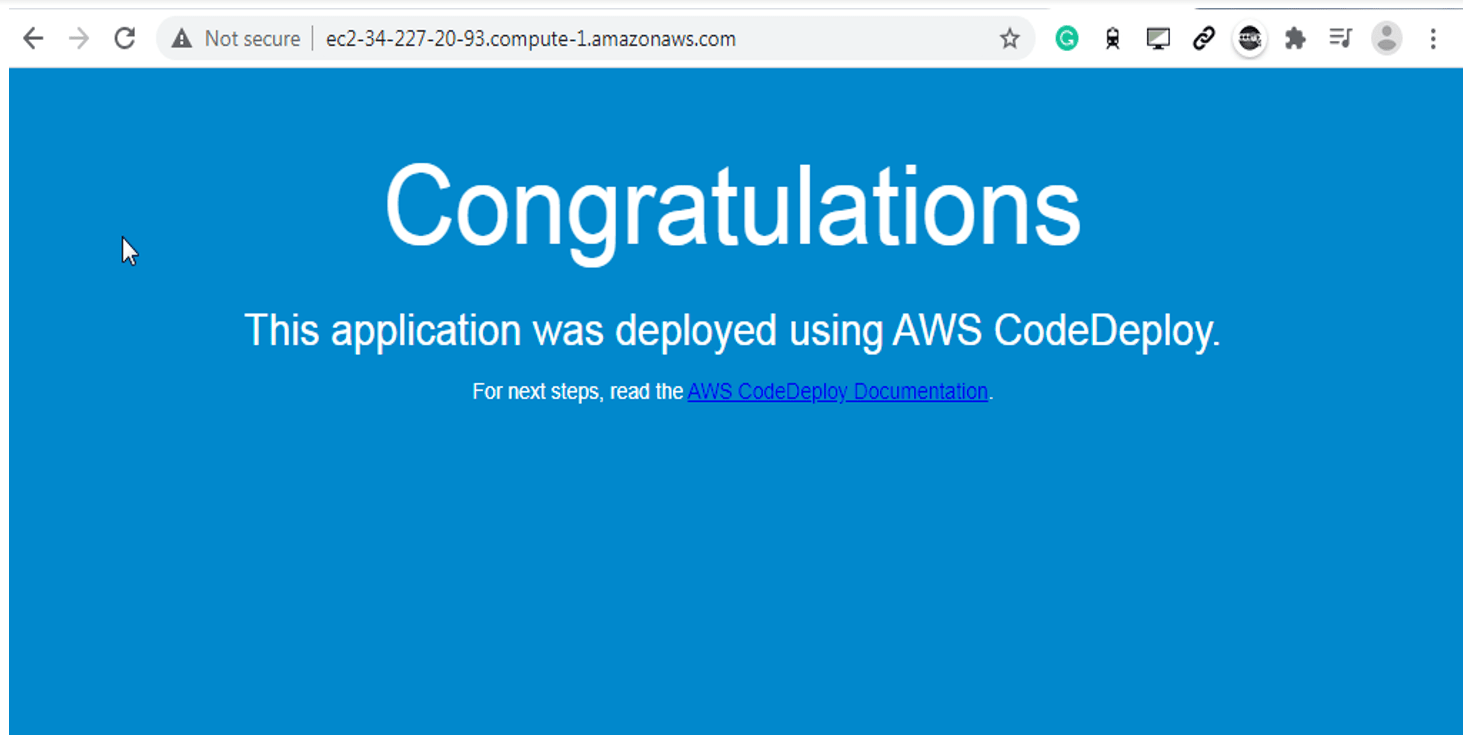 Not secure | ec2-34-227-20-93.compute-1.amazonaws.com
Congratulations
This application was deployed using AWS CodeDeploy.
For next steps, read the AWS CodeDeploy Documentation.